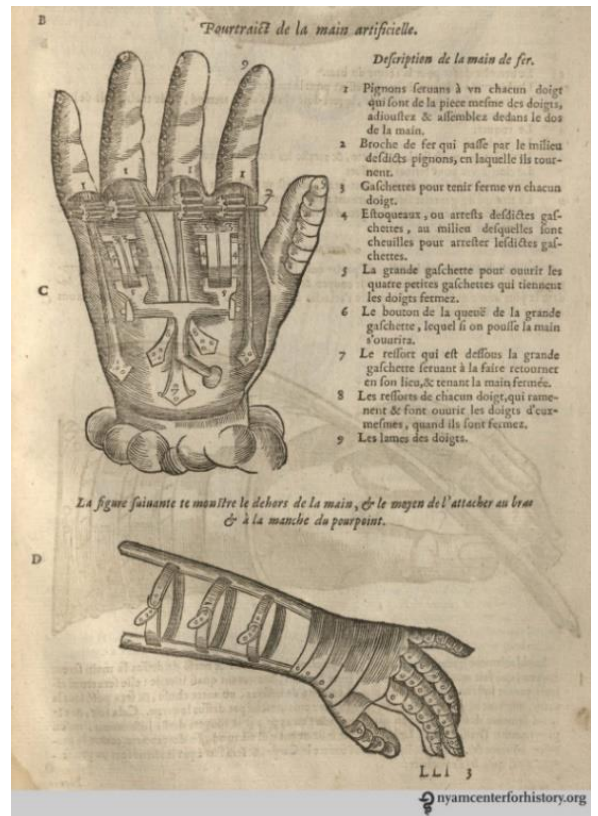 B
Pourtraict de la main artificielle.
Deſcription de la main de fer.
1 Pignons ſeruans à vn chacun doigt
qui ſont de la piece meſme des doigts,
adiouſtez & aſſemblez dedans le dos
de la main.
2 Broche de fer qui paſſe par le milieu
deſdicts pignons, en laquelle ils tour-
nent.
3 Gaſchettes pour tenir ferme vn chacun
doigt.
4 Eſtoqueaux, ou arreſts deſdictes gaſ-
chettes, au milieu deſquelles ſont
cheuilles pour arreſter leſdictes gaſ-
chettes.
5 La grande gaſchette pour ouurir les
quatre petites gaſchettes qui tiennent
les doigts fermez.
6 Le bouton de la queuë de la grande
gaſchette, lequel ſi on pouſſe la main
s'ouurira.
7 Le reſſort qui eſt deſſous la grande
gaſchette ſeruant à la faire retourner
en ſon lieu, & tenant la main fermée.
8 Les reſſorts de chacun doigt, qui rame-
nent & font ouurir les doigts d'eux-
meſmes, quand ils ſont fermez.
9 Les lames des doigts.
C
La figure ſuiuante te monſtre le dehors de la main, & le moyen de l'attacher au bras
& à la manche du pourpoint.
D
LLl 3
nyamcenterforhistory.org